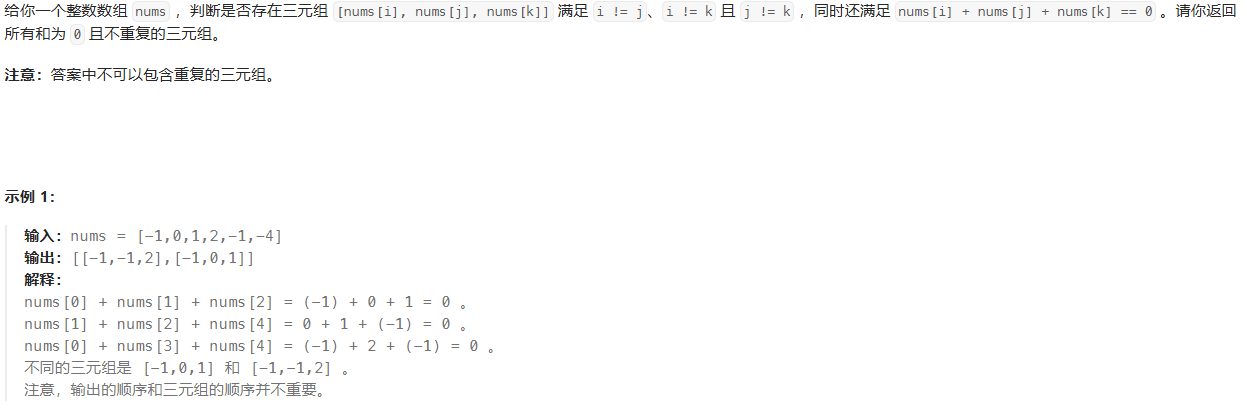 给你一个整数数组 nums ，判断是否存在三元组 [nums[i], nums[j], nums[k]] 满足 i != j、i != k 且 j != k ，同时还满足 nums[i] + nums[j] + nums[k] == 0 。请你返回
所有和为 0 且不重复的三元组。
注意：答案中不可以包含重复的三元组。
示例 1：
输入：nums = [-1,0,1,2,-1,-4]
输出：[[-1,-1,2],[-1,0,1]]
解释：
nums[0] + nums[1] + nums[2] = (-1) + 0 + 1 = 0 。
nums[1] + nums[2] + nums[4] = 0 + 1 + (-1) = 0 。
nums[0] + nums[3] + nums[4] = (-1) + 2 + (-1) = 0 。
不同的三元组是 [-1,0,1] 和 [-1,-1,2] 。
注意，输出的顺序和三元组的顺序并不重要。